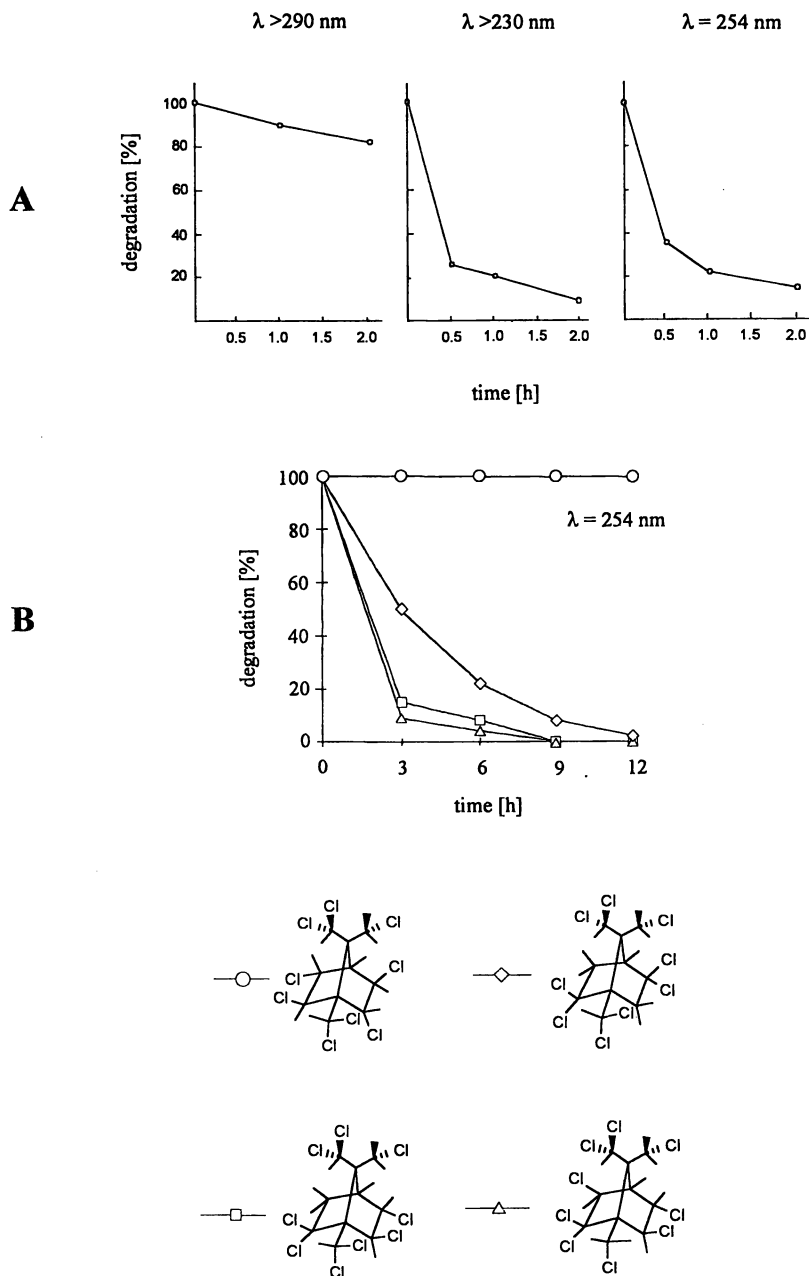 λ >290 nm λ >230 nm λ = 254 nm
A
degradation [%]
100
80
60
40
20
0.5 1.0 1.5 2.0 0.5 1.0 1.5 2.0 0.5 1.0 1.5 2.0
time [h]
B
degradation [%]
100
80
60
40
20
0
λ = 254 nm
0 3 6 9 12
time [h]
Cl Cl
Cl Cl Cl Cl
Cl Cl
Cl Cl
Cl Cl Cl
Cl Cl
Cl Cl
Cl Cl
Cl Cl
Cl Cl Cl Cl
Cl Cl Cl Cl
Cl Cl Cl Cl
Cl Cl